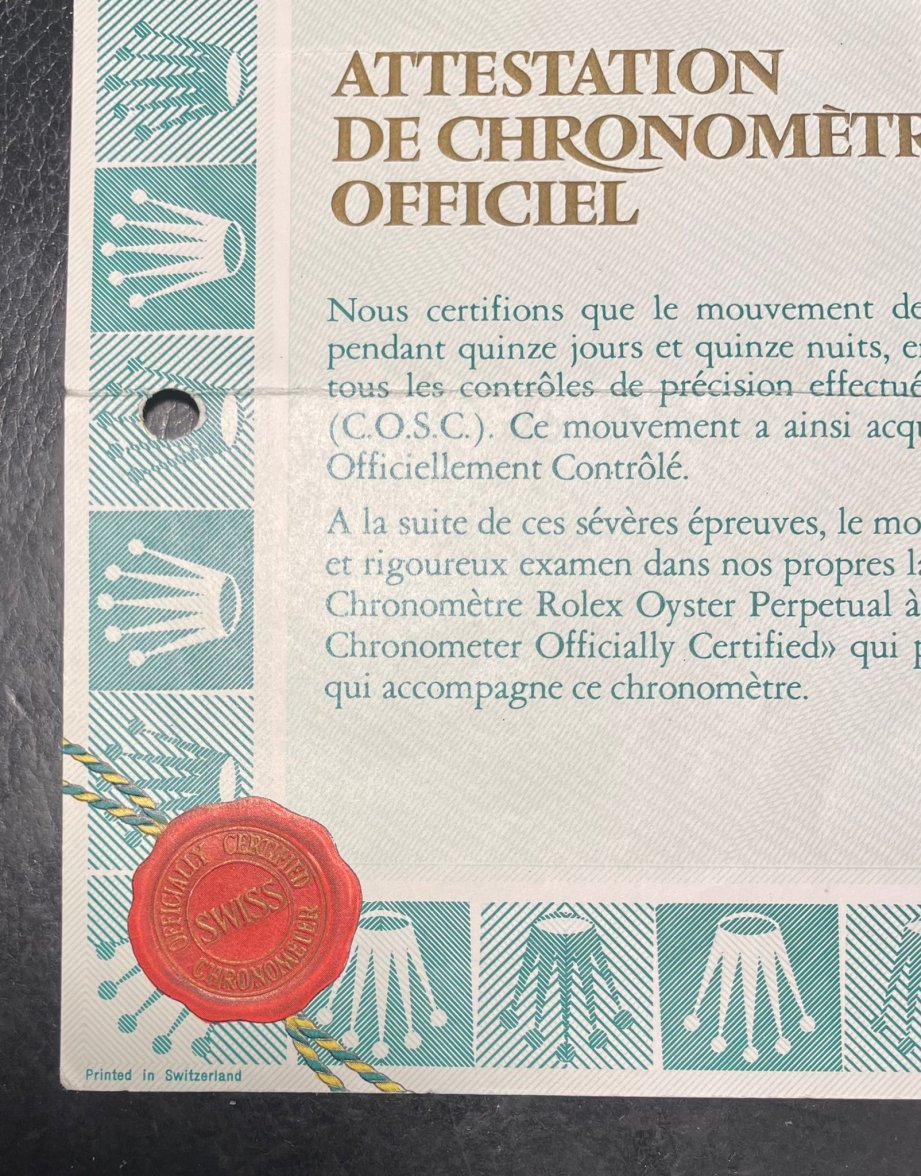 ATTESTATION
DE CHRONOMÈTR
OFFICIEL
Nous certifions que le mouvement de
pendant quinze jours et quinze nuits, e
tous les contrôles de précision effectué
(C.O.S.C.). Ce mouvement a ainsi acqu
Officiellement Contrôlé.
A la suite de ces sévères épreuves, le mo
et rigoureux examen dans nos propres la
Chronomètre Rolex Oyster Perpetual à
Chronometer Officially Certified» qui p
qui accompagne ce chronomètre.
OFFICIALLY CERTIFIED
SWISS
CHRONOMETER
Printed in Switzerland